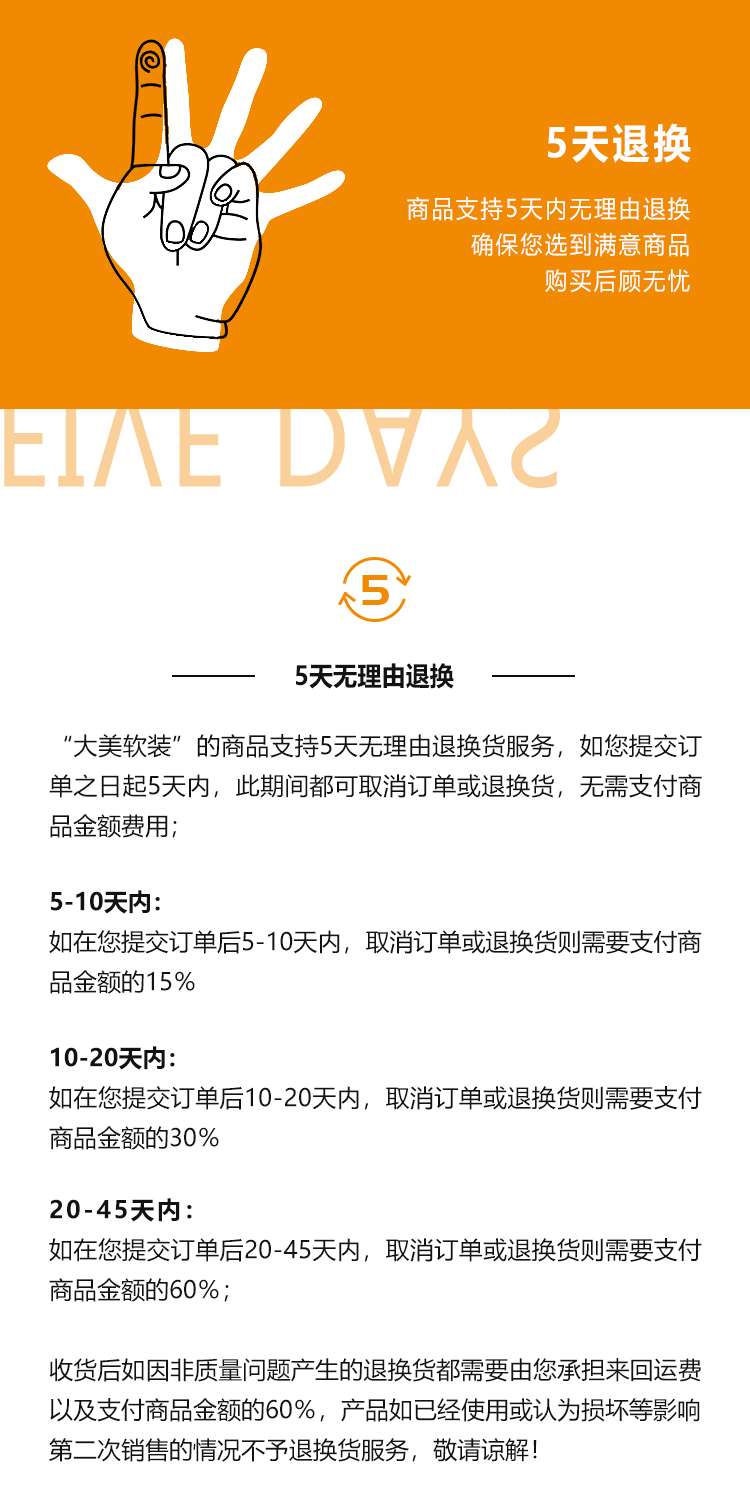 5天退换
商品支持5天内无理由退换
确保您选到满意商品
购买后顾无忧
FIVE DAYS
5
5天无理由退换
“大美软装”的商品支持5天无理由退换货服务，如您提交订
单之日起5天内，此期间都可取消订单或退换货，无需支付商
品金额费用；
5-10天内：
如在您提交订单后5-10天内，取消订单或退换货则需要支付商
品金额的15%
10-20天内：
如在您提交订单后10-20天内，取消订单或退换货则需要支付
商品金额的30%
20-45天内：
如在您提交订单后20-45天内，取消订单或退换货则需要支付
商品金额的60%；
收货后如因非质量问题产生的退换货都需要由您承担来回运费
以及支付商品金额的60%，产品如已经使用或认为损坏等影响
第二次销售的情况不予退换货服务，敬请谅解！